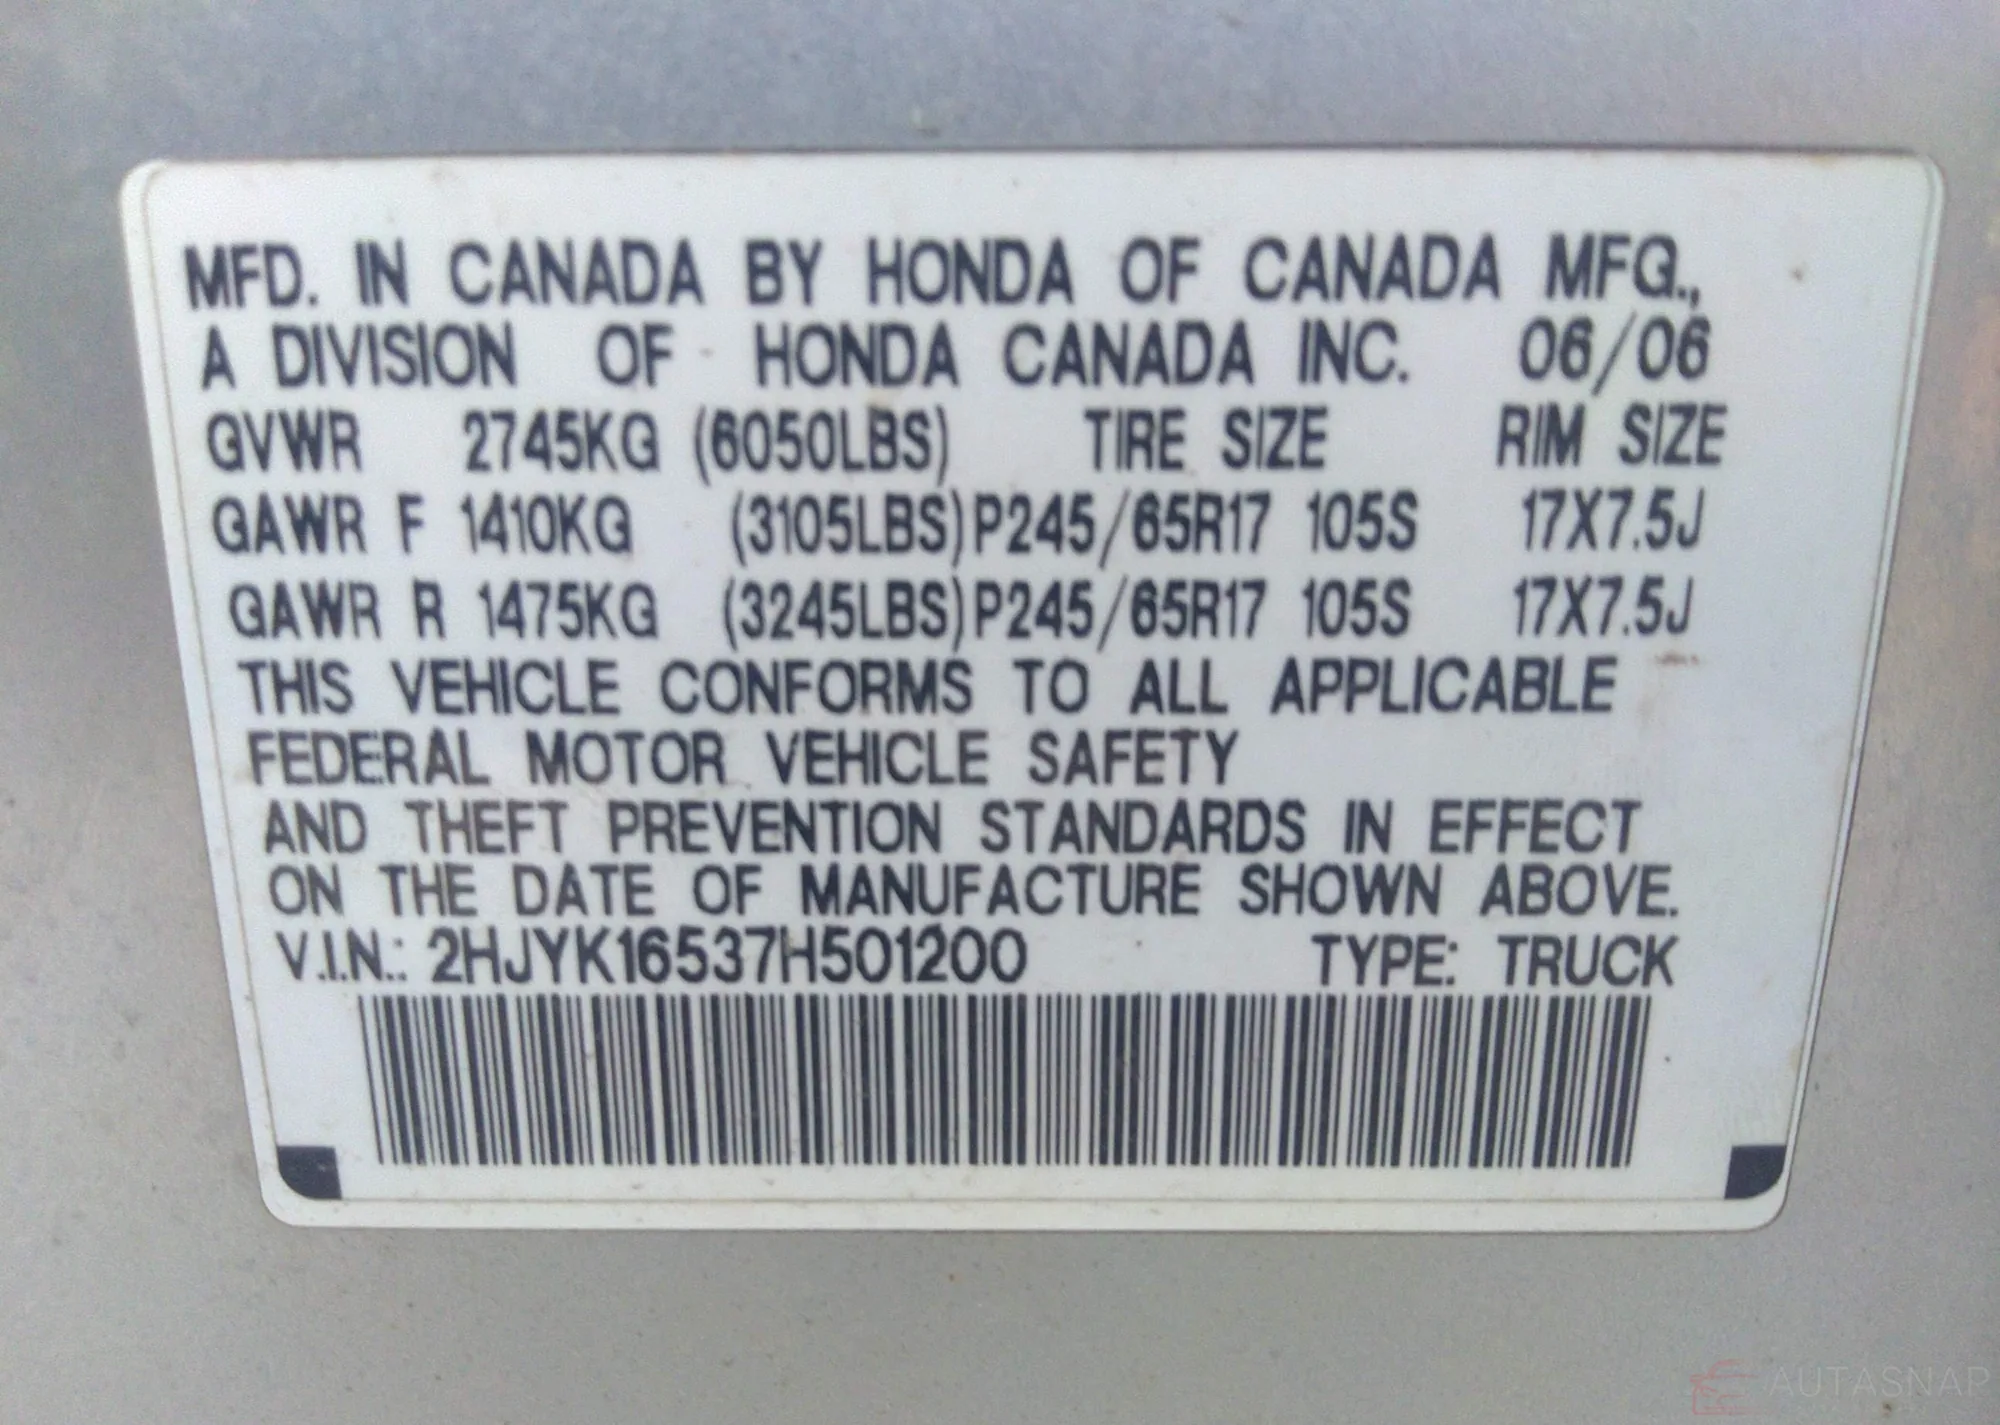 MFD. IN CANADA BY HONDA OF CANADA MFG.,
A DIVISION OF HONDA CANADA INC. 06/06
GVWR 2745KG (6050LBS) TIRE SIZE RIM SIZE
GAWR F 1410KG (3105LBS) P245/65R17 105S 17X7.5J
GAWR R 1475KG (3245LBS) P245/65R17 105S 17X7.5J
THIS VEHICLE CONFORMS TO ALL APPLICABLE
FEDERAL MOTOR VEHICLE SAFETY
AND THEFT PREVENTION STANDARDS IN EFFECT
ON THE DATE OF MANUFACTURE SHOWN ABOVE.
V.I.N.: 2HJYK16537H501200 TYPE: TRUCK
AUTASNAP